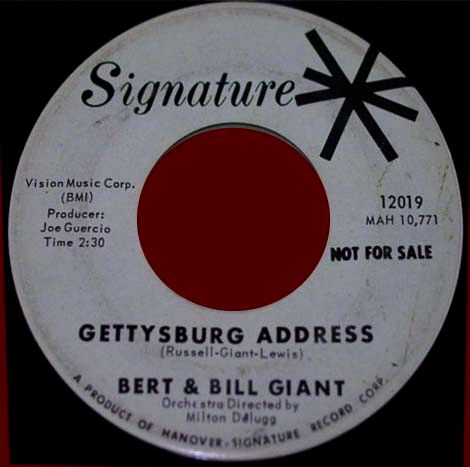 Signature
Vision Music Corp.
(BMI)
Producer:
Joe Guercio
Time 2:30
12019
MAH 10,771
NOT FOR SALE
GETTYSBURG ADDRESS
(Russell-Giant-Lewis)
BERT & BILL GIANT
Orchestra Directed by
Milton Delugg
A PRODUCT OF HANOVER-SIGNATURE RECORD CORP.